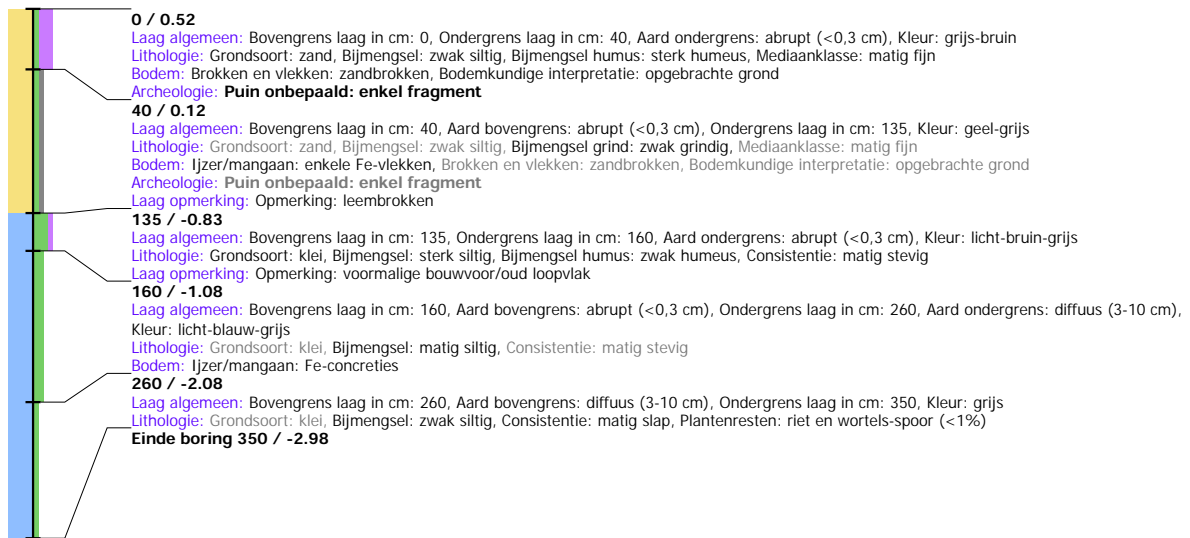 0 / 0.52
Laag algemeen: Bovengrens laag in cm: 0, Ondergrens laag in cm: 40, Aard ondergrens: abrupt (<0,3 cm), Kleur: grijs-bruin
Lithologie: Grondsoort: zand, Bijmengsel: zwak siltig, Bijmengsel humus: sterk humeus, Mediaanklasse: matig fijn
Bodem: Brokken en vlekken: zandbrokken, Bodemkundige interpretatie: opgebrachte grond
Archeologie: Puin onbepaald: enkel fragment
40 / 0.12
Laag algemeen: Bovengrens laag in cm: 40, Aard bovengrens: abrupt (<0,3 cm), Ondergrens laag in cm: 135, Kleur: geel-grijs
Lithologie: Grondsoort: zand, Bijmengsel: zwak siltig, Bijmengsel grind: zwak grindig, Mediaanklasse: matig fijn
Bodem: Ijzer/mangaan: enkele Fe-vlekken, Brokken en vlekken: zandbrokken, Bodemkundige interpretatie: opgebrachte grond
Archeologie: Puin onbepaald: enkel fragment
Laag opmerking: Opmerking: leembrokken
135 / -0.83
Laag algemeen: Bovengrens laag in cm: 135, Ondergrens laag in cm: 160, Aard ondergrens: abrupt (<0,3 cm), Kleur: licht-bruin-grijs
Lithologie: Grondsoort: klei, Bijmengsel: sterk siltig, Bijmengsel humus: zwak humeus, Consistentie: matig stevig
Laag opmerking: Opmerking: voormalige bouwvoor/oud loopvlak
160 / -1.08
Laag algemeen: Bovengrens laag in cm: 160, Aard bovengrens: abrupt (<0,3 cm), Ondergrens laag in cm: 260, Aard ondergrens: diffuus (3-10 cm),
Kleur: licht-blauw-grijs
Lithologie: Grondsoort: klei, Bijmengsel: matig siltig, Consistentie: matig stevig
Bodem: Ijzer/mangaan: Fe-concreties
260 / -2.08
Laag algemeen: Bovengrens laag in cm: 260, Aard bovengrens: diffuus (3-10 cm), Ondergrens laag in cm: 350, Kleur: grijs
Lithologie: Grondsoort: klei, Bijmengsel: zwak siltig, Consistentie: matig slap, Plantenresten: riet en wortels-spoor (<1%)
Einde boring 350 / -2.98